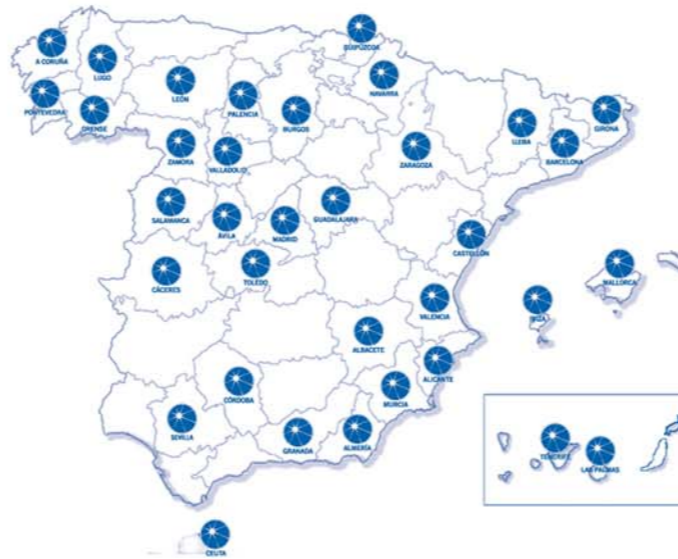 GUIPÚZCOA
A CORUÑA
LUGO
LEÓN
NAVARRA
PONTEVEDRA
ORENSE
PALENCIA
BURGOS
GIRONA
ZAMORA
VALLADOLID
ZARAGOZA
LLEIDA
BARCELONA
SALAMANCA
ÁVILA
MADRID
GUADALAJARA
CASTELLÓN
CÁCERES
TOLEDO
MALLORCA
VALENCIA
IBIZA
ALBACETE
ALICANTE
CÓRDOBA
MURCIA
SEVILLA
GRANADA
ALMERÍA
TENERIFE
LAS PALMAS
CEUTA